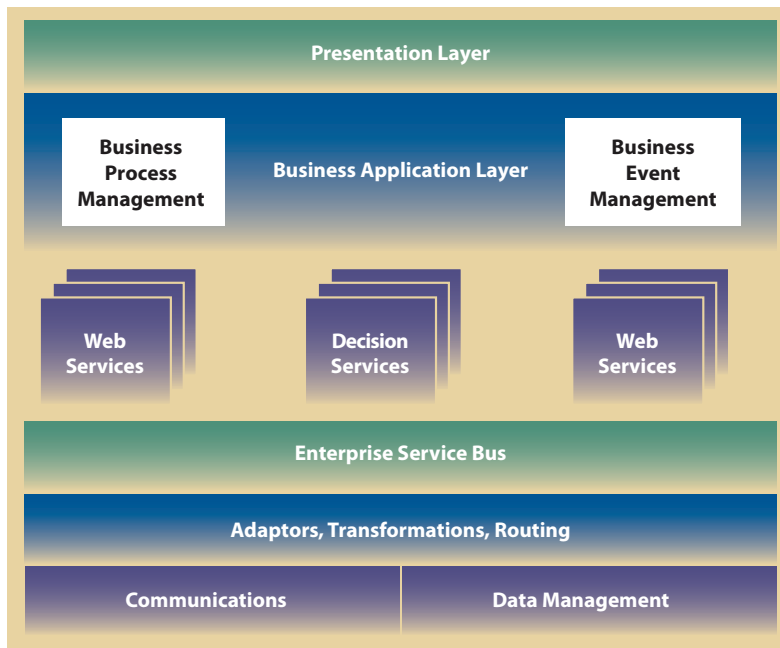 Presentation Layer
Business
Process
Management
Business Application Layer
Business
Event
Management
Web
Services
Decision
Services
Web
Services
Enterprise Service Bus
Adaptors, Transformations, Routing
Communications
Data Management